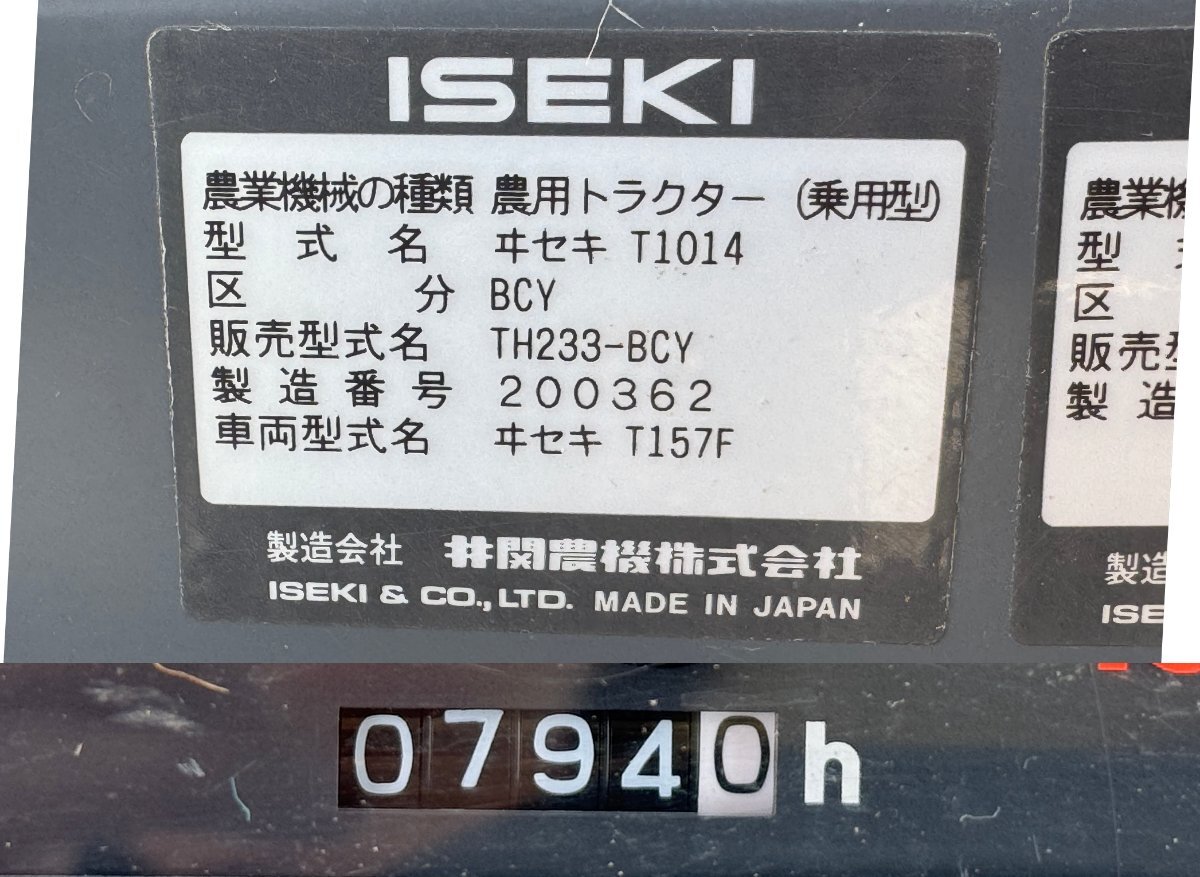 ISEKI
農業機械の種類 農用トラクター (乗用型)
型式名 ヰセキ T1014
区分 BCY
販売型式名 TH233-BCY
製造番号 200362
車両型式名 ヰセキ T157F
製造会社 井関農機株式会社
ISEKI & CO., LTD. MADE IN JAPAN
農業
型
区
販売型
製造
製造
ISE
07940 h